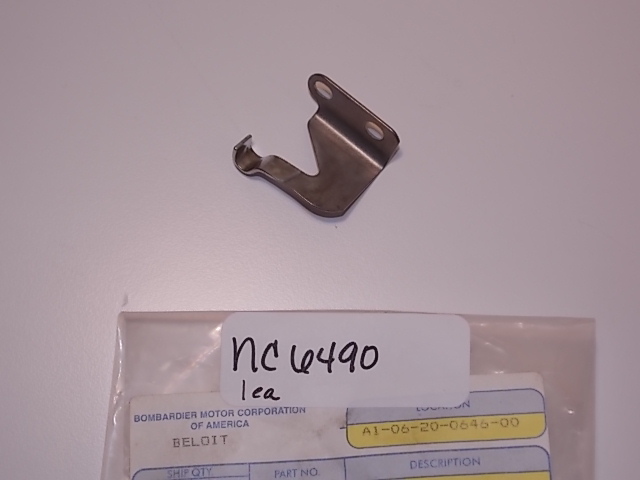 NC6490
1ea
BOMBARDIER MOTOR CORPORATION
OF AMERICA
BELOIT
LOCATION
A1-06-20-0646-00
SHIP QTY.
PART NO.
DESCRIPTION